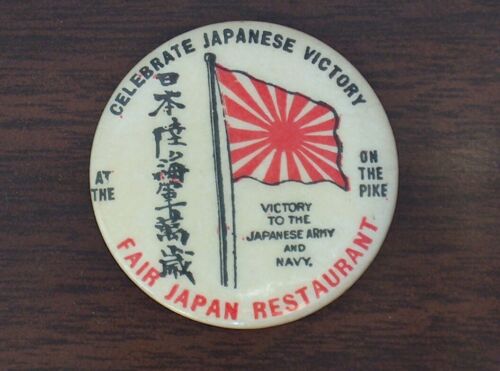 CELEBRATE JAPANESE VICTORY
日本陸海軍萬歳
AT
THE
ON
THE
PIKE
VICTORY
TO THE
JAPANESE ARMY
AND
NAVY.
FAIR JAPAN RESTAURANT